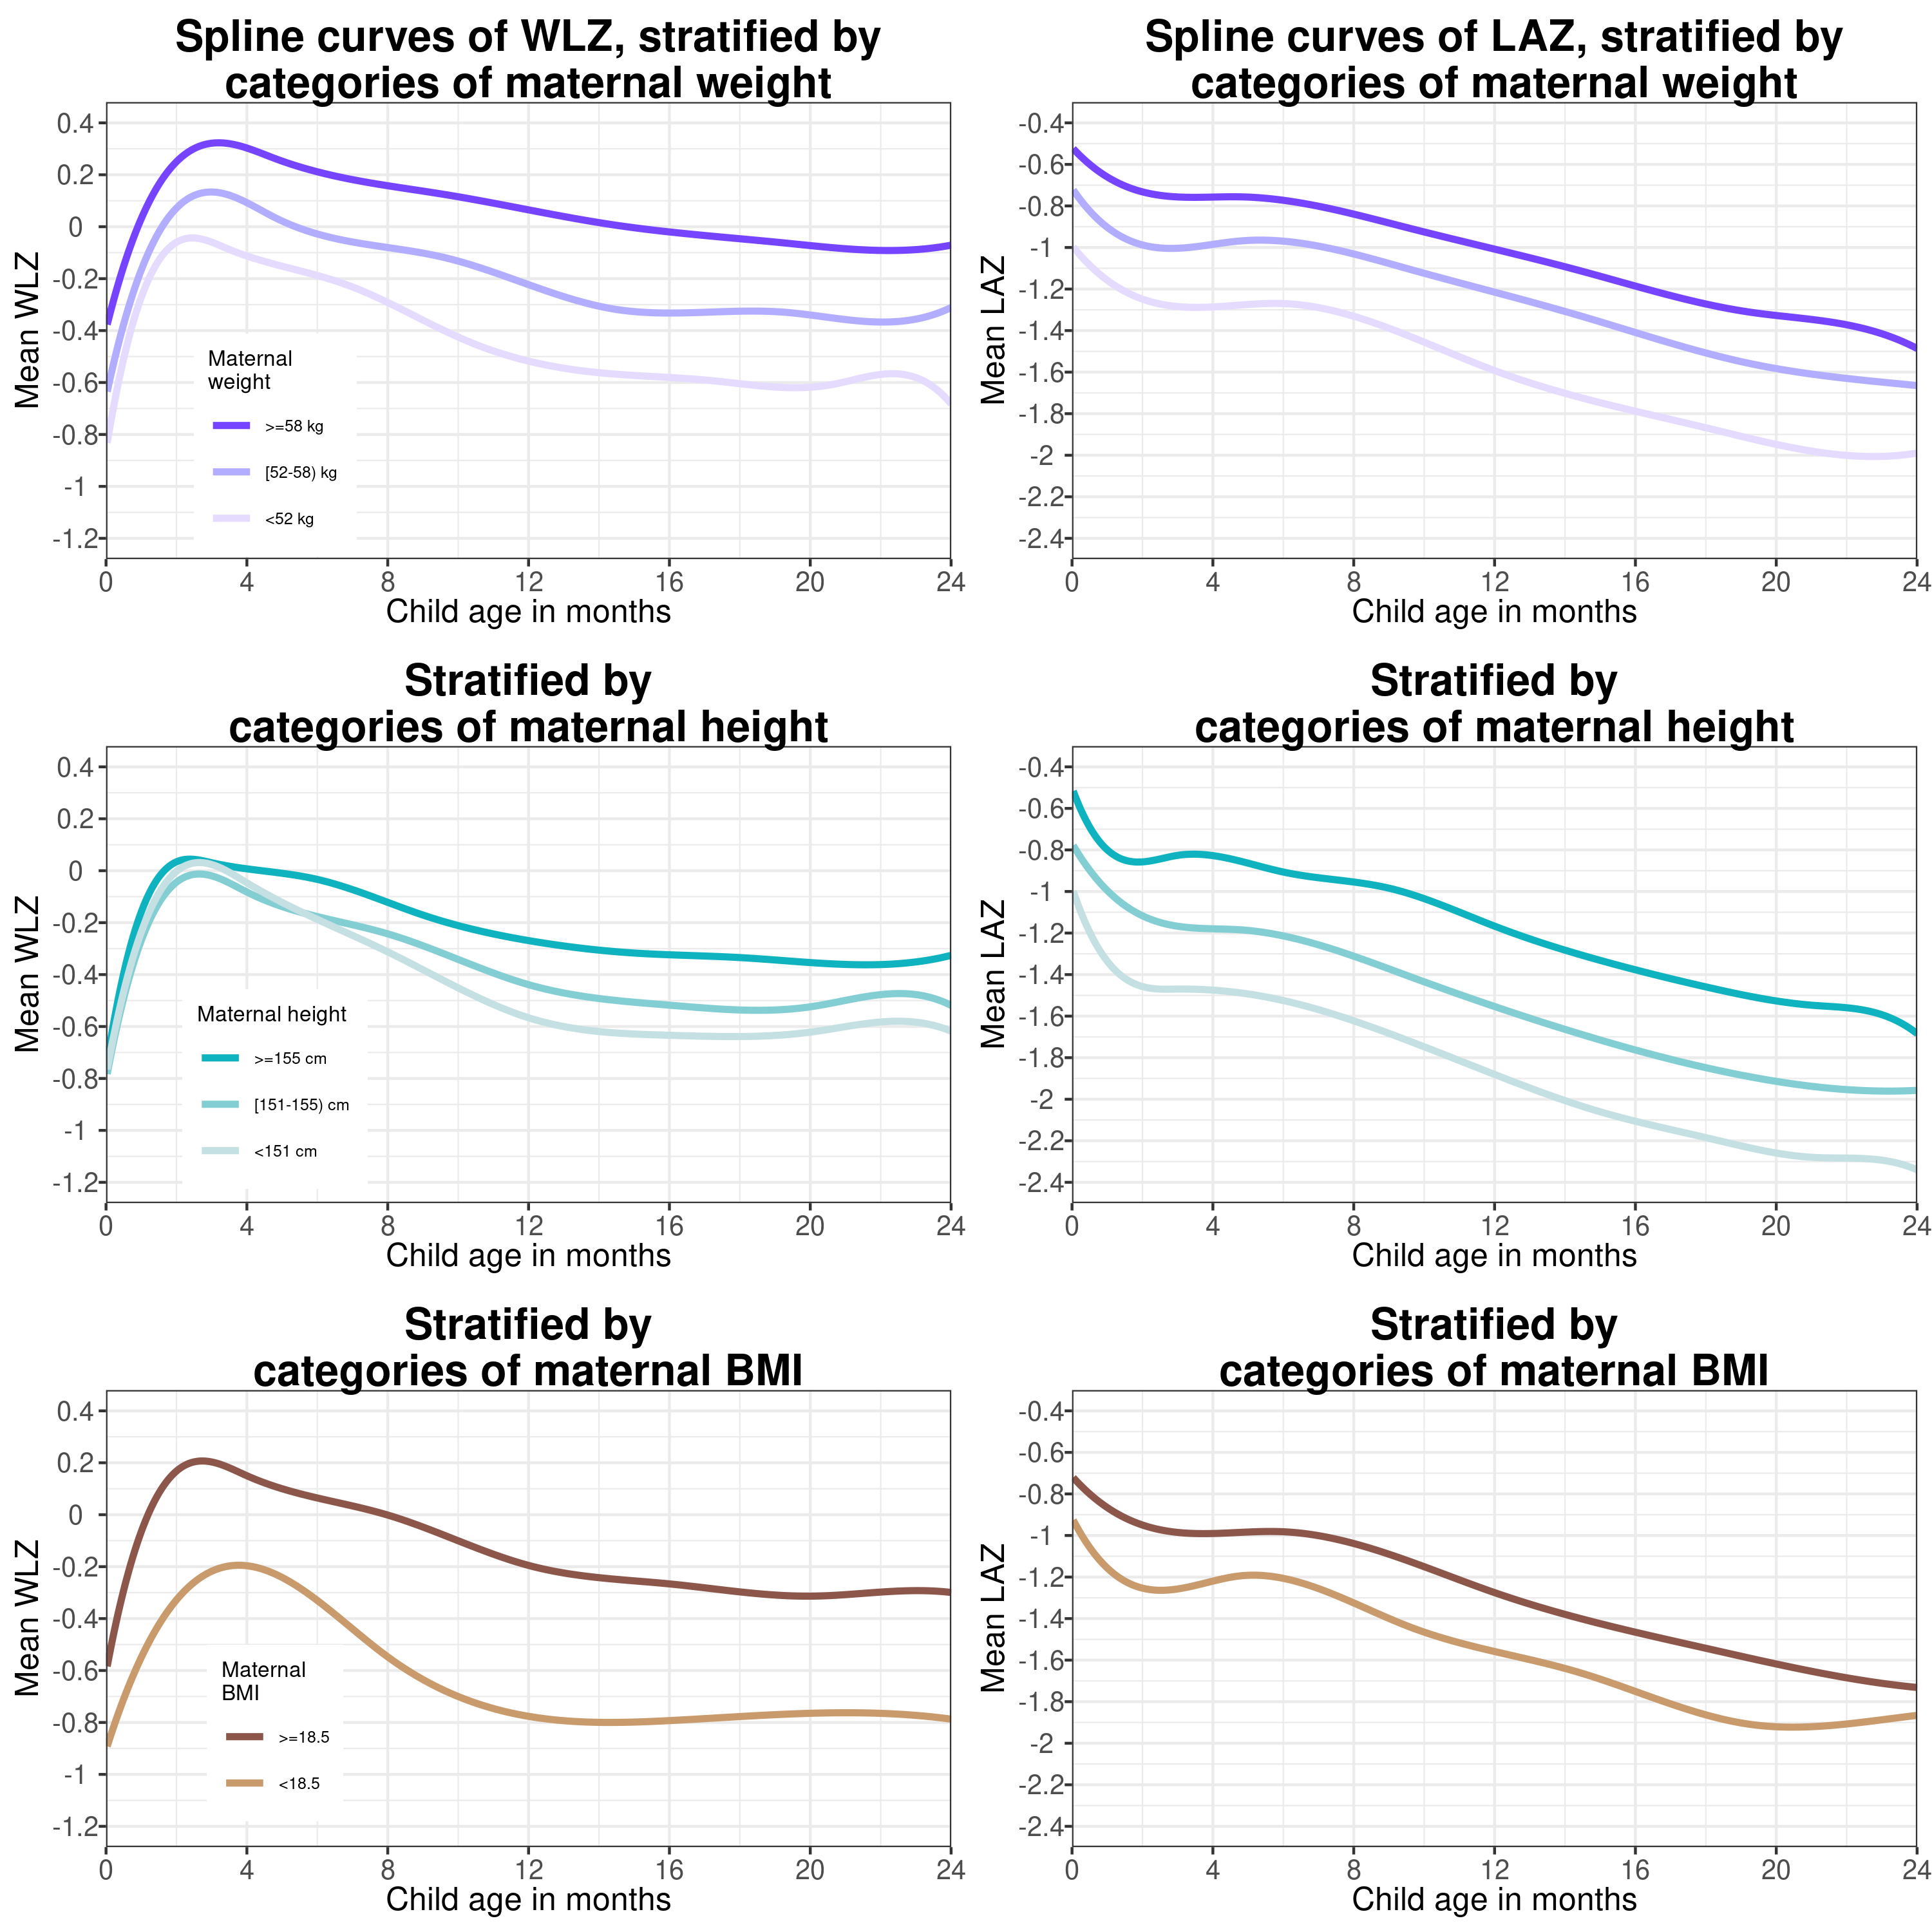 Spline curves of WLZ, stratified by
categories of maternal weight
0.4
0.2
0
-0.2
-0.4
-0.6
-0.8
-1
-1.2
Mean WLZ
Maternal
weight
>=58 kg
[52-58) kg
<52 kg
0 4 8 12 16 20 24
Child age in months
Spline curves of LAZ, stratified by
categories of maternal weight
-0.4
-0.6
-0.8
-1
-1.2
-1.4
-1.6
-1.8
-2
-2.2
-2.4
Mean LAZ
0 4 8 12 16 20 24
Child age in months
Stratified by
categories of maternal height
0.4
0.2
0
-0.2
-0.4
-0.6
-0.8
-1
-1.2
Mean WLZ
Maternal height
>=155 cm
[151-155) cm
<151 cm
0 4 8 12 16 20 24
Child age in months
Stratified by
categories of maternal height
-0.4
-0.6
-0.8
-1
-1.2
-1.4
-1.6
-1.8
-2
-2.2
-2.4
Mean LAZ
0 4 8 12 16 20 24
Child age in months
Stratified by
categories of maternal BMI
0.4
0.2
0
-0.2
-0.4
-0.6
-0.8
-1
-1.2
Mean WLZ
Maternal
BMI
>=18.5
<18.5
0 4 8 12 16 20 24
Child age in months
Stratified by
categories of maternal BMI
-0.4
-0.6
-0.8
-1
-1.2
-1.4
-1.6
-1.8
-2
-2.2
-2.4
Mean LAZ
0 4 8 12 16 20 24
Child age in months